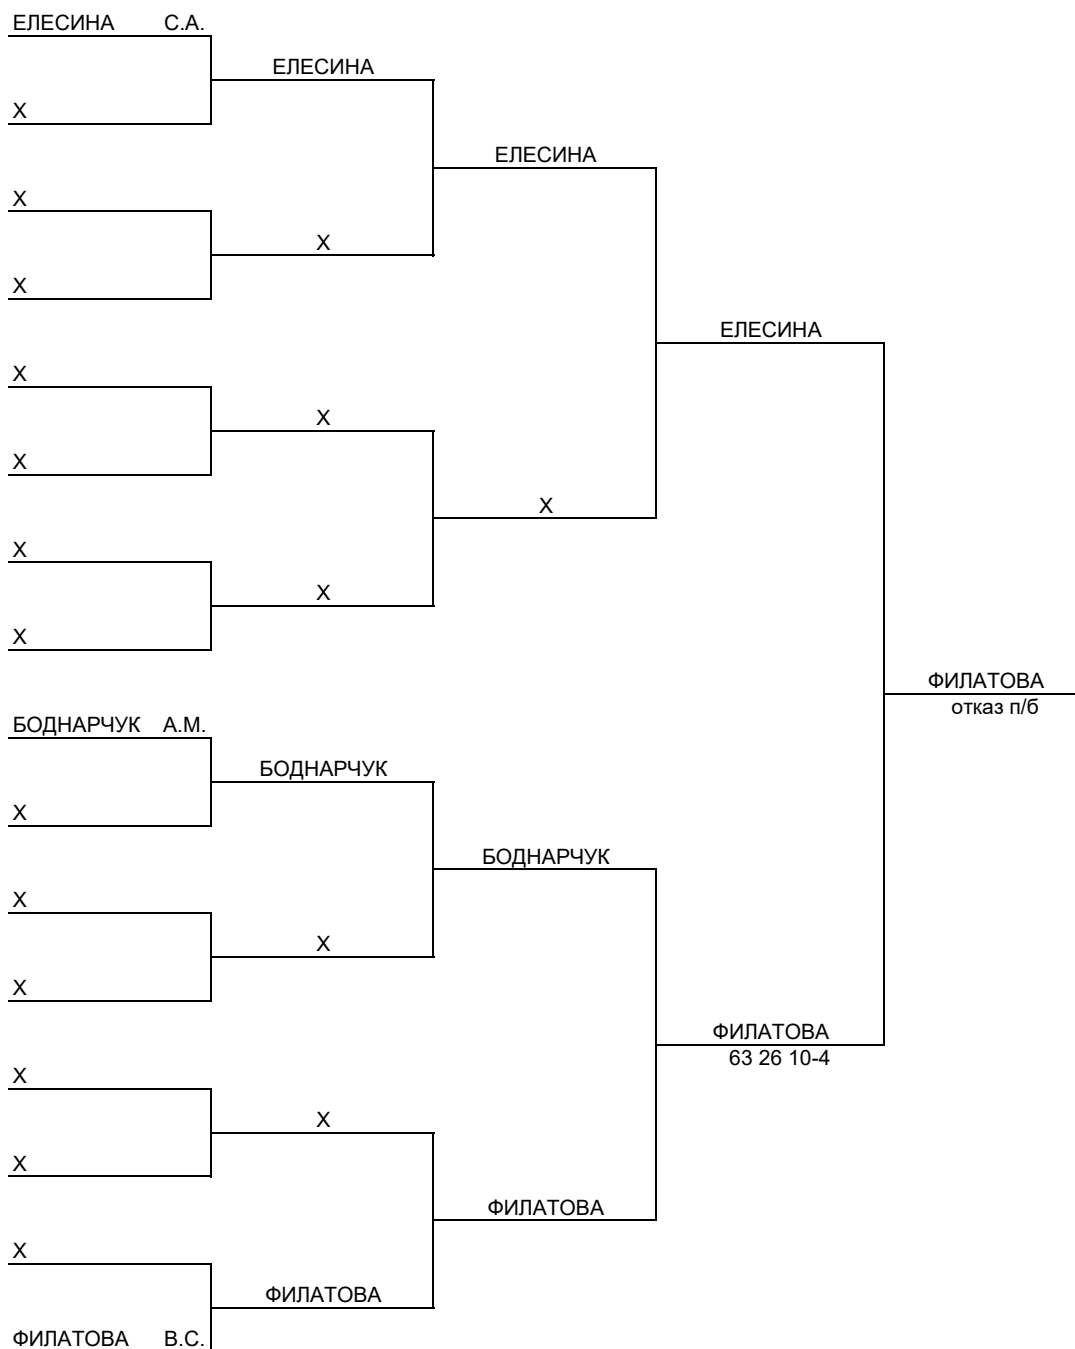 ЕЛЕСИНА С.А.
ЕЛЕСИНА
Х
ЕЛЕСИНА
Х
Х
Х
ЕЛЕСИНА
Х
Х
Х
Х
Х
Х
Х
ФИЛАТОВА
отказ п/б
БОДНАРЧУК А.М.
БОДНАРЧУК
Х
БОДНАРЧУК
Х
Х
Х
ФИЛАТОВА
63 26 10-4
Х
Х
Х
ФИЛАТОВА
Х
ФИЛАТОВА
ФИЛАТОВА В.С.